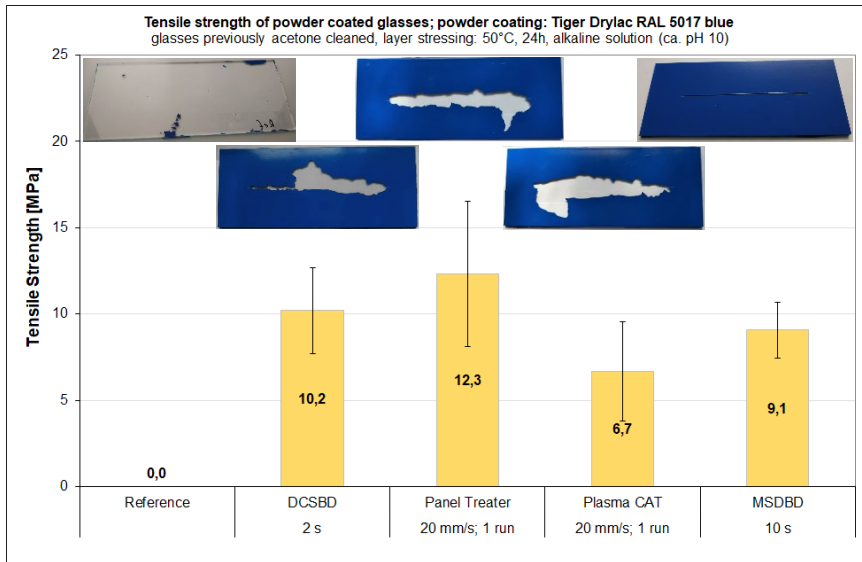 Tensile strength of powder coated glasses; powder coating: Tiger Drylac RAL 5017 blue
glasses previously acetone cleaned, layer stressing: 50°C, 24h, alkaline solution (ca. pH 10)
Tensile Strength [MPa]
25
20
15
10
5
0
0,0
10,2
12,3
6,7
9,1
Reference
DCSBD
Panel Treater
Plasma CAT
MSDBD
2 s
20 mm/s; 1 run
20 mm/s; 1 run
10 s